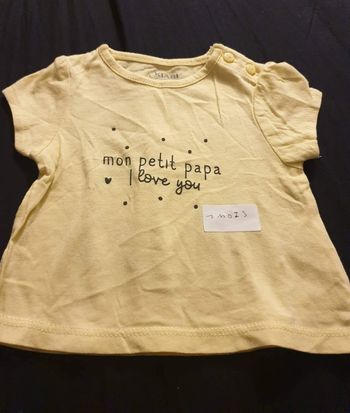 mon petit papa
I love you
1 mois